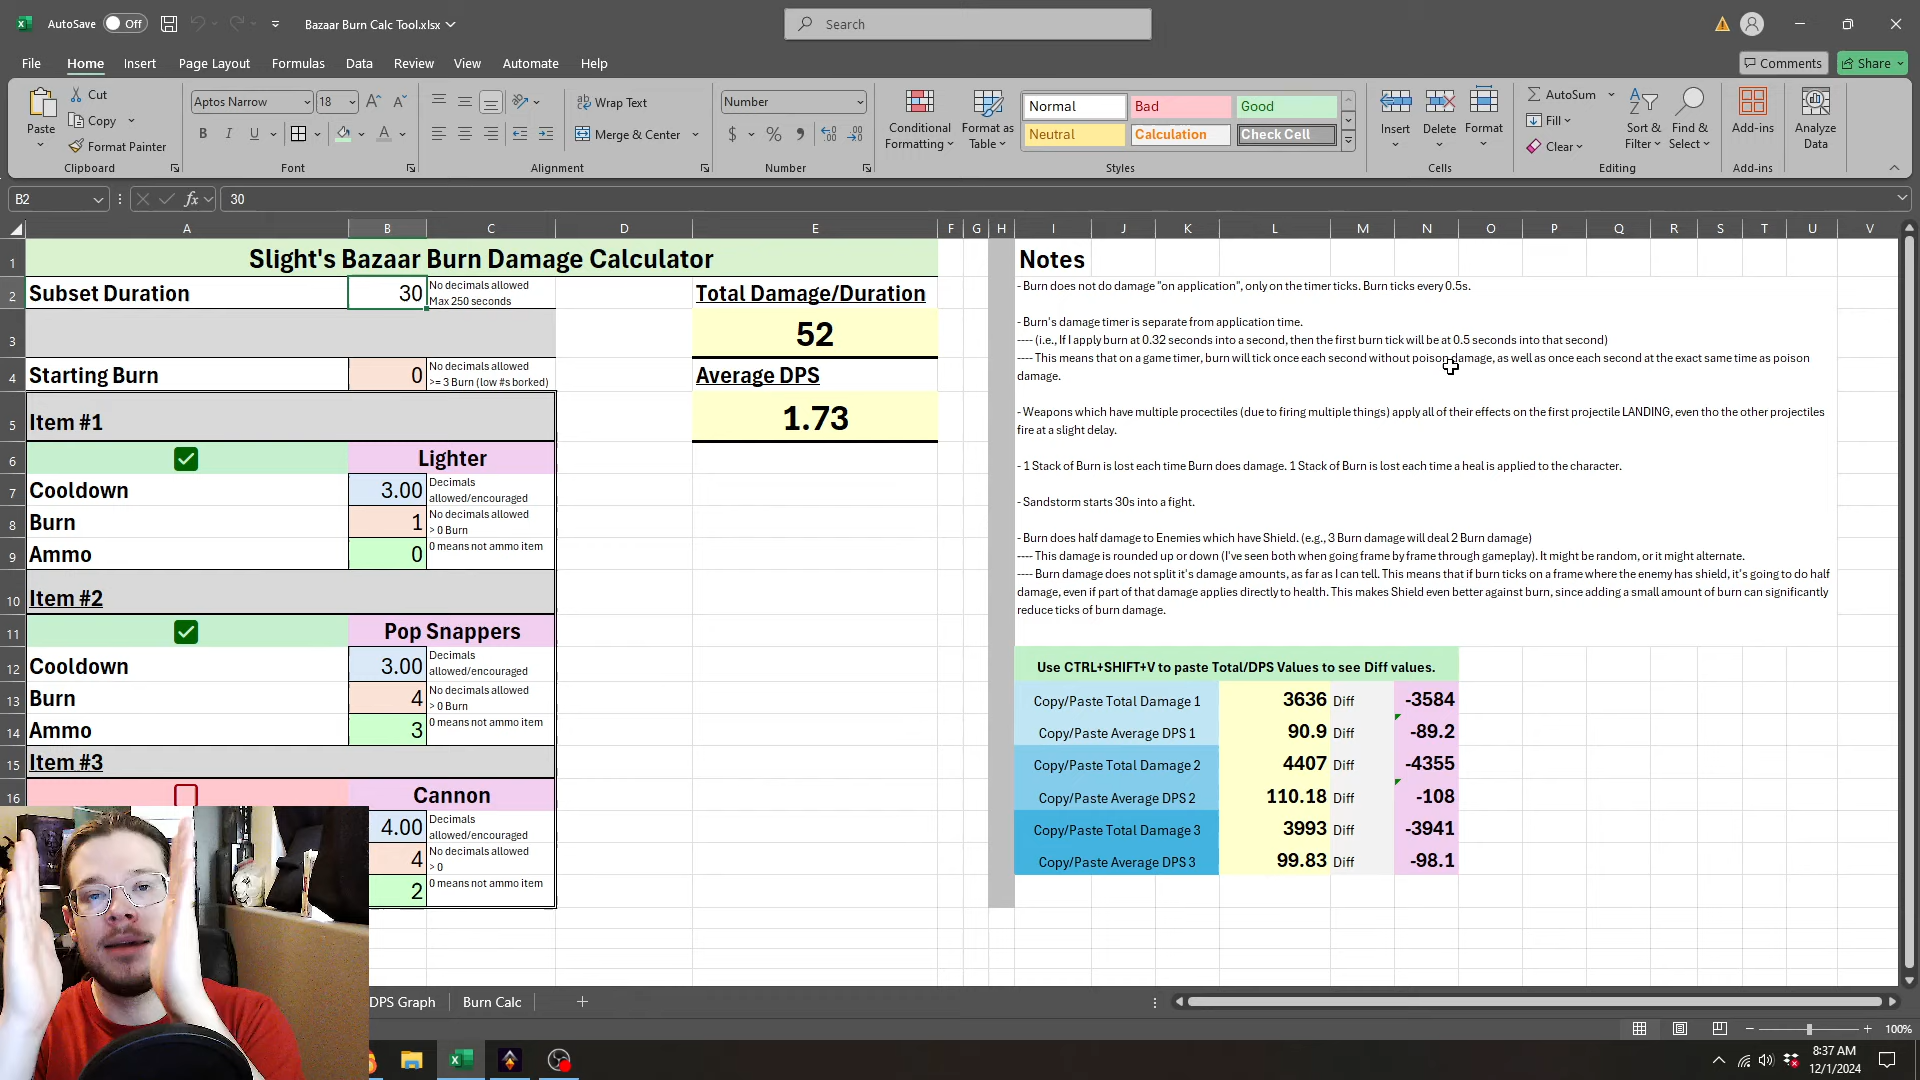 AutoSave Off
Bazaar Burn Calc Tool.xlsx
Search
File Home Insert Page Layout Formulas Data Review View Automate Help
Comments Share
Paste
Cut
Copy
Format Painter
Clipboard
Aptos Narrow 18
B I U
Font
Wrap Text
Merge & Center
Alignment
Number
$ %
Number
Conditional Formatting
Format as Table
Normal Bad Good
Neutral Calculation Check Cell
Styles
Insert Delete Format
Cells
AutoSum
Fill
Clear
Sort & Filter
Find & Select
Editing
Add-ins
Add-ins
Analyze Data
B2
fx
30
A B C D E F G H I J K L M N O P Q R S T U V
1
Slight's Bazaar Burn Damage Calculator
Notes
2
Subset Duration
30
No decimals allowed
Max 250 seconds
Total Damage/Duration
3
52
4
Starting Burn
0
No decimals allowed
>= 3 Burn (low #s borked)
Average DPS
5
Item #1
1.73
6
Lighter
7
Cooldown
3.00
Decimals
allowed/encouraged
8
Burn
1
No decimals allowed
> 0 Burn
9
Ammo
0
0 means not ammo item
10
Item #2
11
Pop Snappers
12
Cooldown
3.00
Decimals
allowed/encouraged
13
Burn
4
No decimals allowed
> 0 Burn
14
Ammo
3
0 means not ammo item
15
Item #3
16
Cannon
4.00
Decimals
allowed/encouraged
4
No decimals allowed
> 0
2
0 means not ammo item
- Burn does not do damage "on application", only on the timer ticks. Burn ticks every 0.5s.
- Burn's damage timer is separate from application time.
---- (i.e., If I apply burn at 0.32 seconds into a second, then the first burn tick will be at 0.5 seconds into that second)
---- This means that on a game timer, burn will tick once each second without poison damage, as well as once each second at the exact same time as poison
damage.
- Weapons which have multiple procectiles (due to firing multiple things) apply all of their effects on the first projectile LANDING, even tho the other projectiles
fire at a slight delay.
- 1 Stack of Burn is lost each time Burn does damage. 1 Stack of Burn is lost each time a heal is applied to the character.
- Sandstorm starts 30s into a fight.
- Burn does half damage to Enemies which have Shield. (e.g., 3 Burn damage will deal 2 Burn damage)
---- This damage is rounded up or down (I've seen both when going frame by frame through gameplay). It might be random, or it might alternate.
---- Burn damage does not split it's damage amounts, as far as I can tell. This means that if burn ticks on a frame where the enemy has shield, it's going to do half
damage, even if part of that damage applies directly to health. This makes Shield even better against burn, since adding a small amount of burn can significantly
reduce ticks of burn damage.
Use CTRL+SHIFT+V to paste Total/DPS Values to see Diff values.
Copy/Paste Total Damage 1 3636 Diff -3584
Copy/Paste Average DPS 1 90.9 Diff -89.2
Copy/Paste Total Damage 2 4407 Diff -4355
Copy/Paste Average DPS 2 110.18 Diff -108
Copy/Paste Total Damage 3 3993 Diff -3941
Copy/Paste Average DPS 3 99.83 Diff -98.1
DPS Graph Burn Calc
100%
8:37 AM
12/1/2024